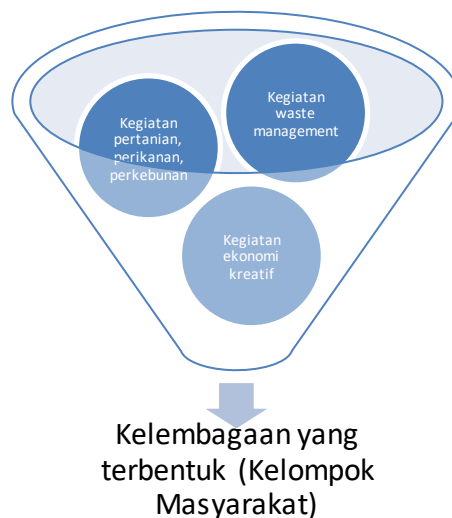 Kegiatan
waste
management
Kegiatan
pertanian,
perikanan,
perkebunan
Kegiatan
ekonomi
kreatif
Kelembagaan yang
terbentuk (Kelompok
Masyarakat)